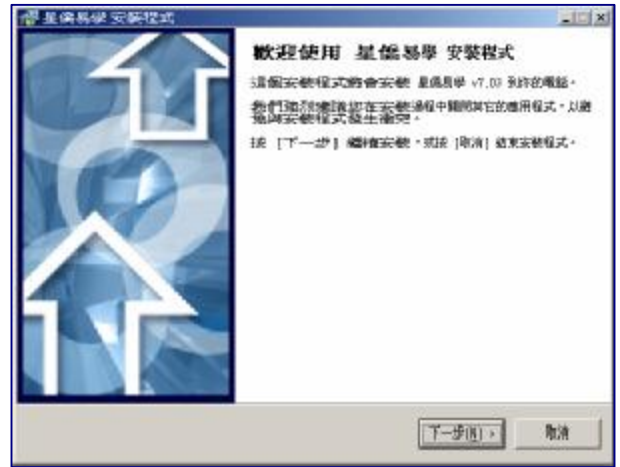 星僑易學 安裝程式
歡迎使用 星僑易學 安裝程式
這個安裝程式將會安裝 星僑易學 v7.03 到你的電腦。
我們強烈建議您在安裝過程中關閉其它的應用程式,以避
免與安裝程式發生衝突。
按 [下一步] 繼續安裝,或按 [取消] 結束安裝程式。
下一步(N) >
取消